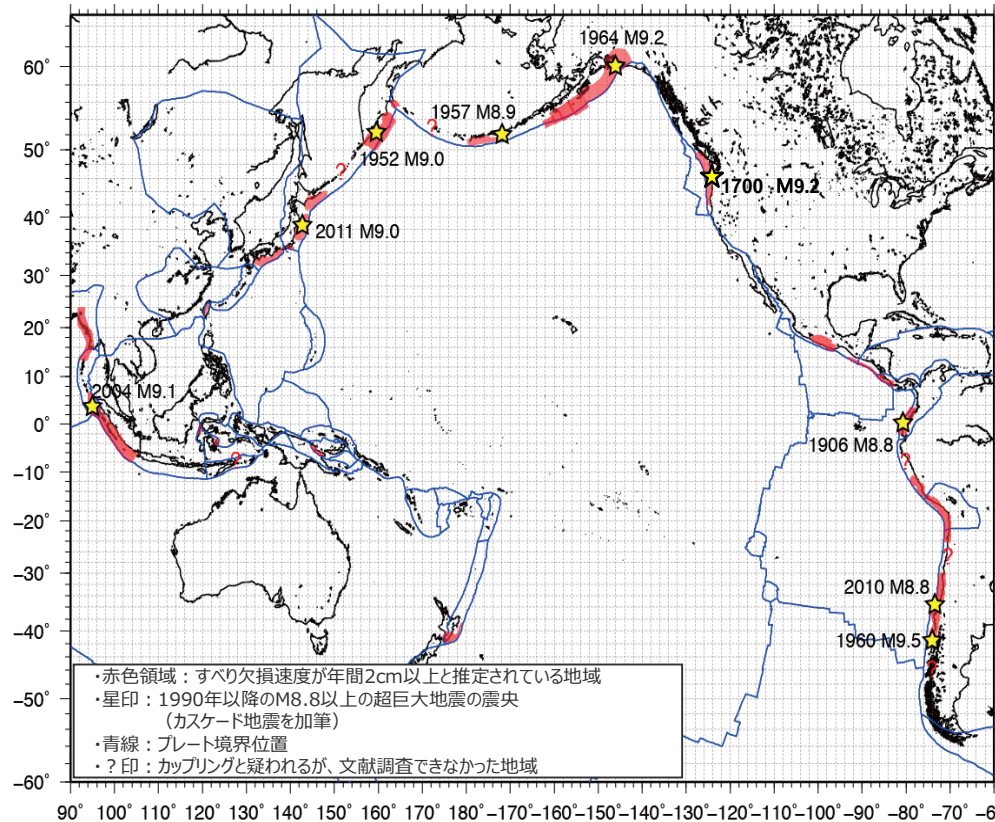 1964 M9.2
1957 M8.9
1952 M9.0
?
?
1700 M9.2
2011 M9.0
2004 M9.1
?
1906 M8.8
?
?
2010 M8.8
1960 M9.5
?
・赤色領域：すべり欠損速度が年間2cm以上と推定されている地域
・星印：1990年以降のM8.8以上の超巨大地震の震央
（カスケード地震を加筆）
・青線：プレート境界位置
・？印：カップリングと疑われるが、文献調査できなかった地域
60°
50°
40°
30°
20°
10°
0°
-10°
-20°
-30°
-40°
-50°
-60°
90 100 110 120 130 140 150 160 170 180 -170 -160 -150 -140 -130 -120 -110 -100 -90 -80 -70 -6